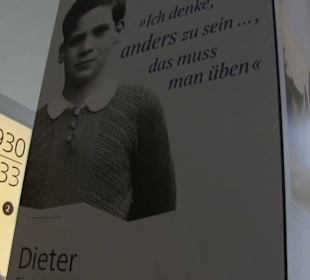 »Ich denke,
anders zu sein ...,
das muss
man üben«
930
33
2
Dieter